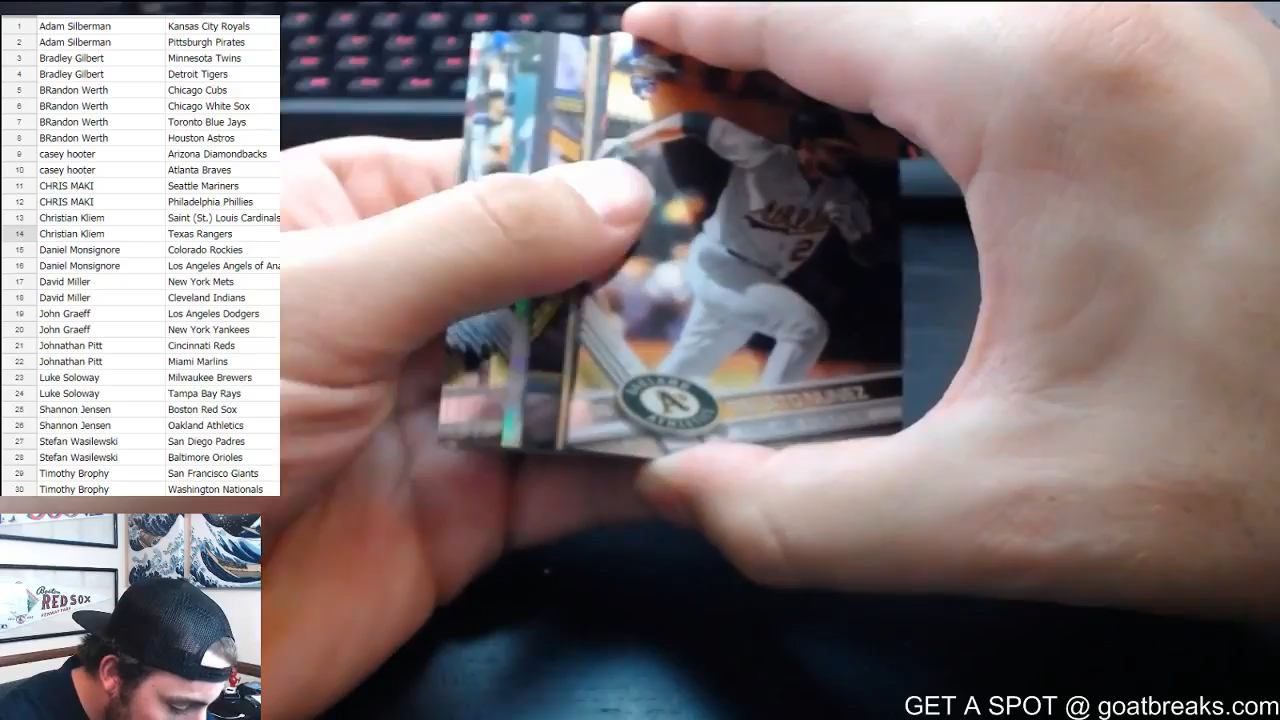 1 Adam Silberman Kansas City Royals
2 Adam Silberman Pittsburgh Pirates
3 Bradley Gilbert Minnesota Twins
4 Bradley Gilbert Detroit Tigers
5 BRandon Werth Chicago Cubs
6 BRandon Werth Chicago White Sox
7 BRandon Werth Toronto Blue Jays
8 BRandon Werth Houston Astros
9 casey hooter Arizona Diamondbacks
10 casey hooter Atlanta Braves
11 CHRIS MAKI Seattle Mariners
12 CHRIS MAKI Philadelphia Phillies
13 Christian Kliem Saint (St.) Louis Cardinals
14 Christian Kliem Texas Rangers
15 Daniel Monsignore Colorado Rockies
16 Daniel Monsignore Los Angeles Angels of Ana
17 David Miller New York Mets
18 David Miller Cleveland Indians
19 John Graeff Los Angeles Dodgers
20 John Graeff New York Yankees
21 Johnathan Pitt Cincinnati Reds
22 Johnathan Pitt Miami Marlins
23 Luke Soloway Milwaukee Brewers
24 Luke Soloway Tampa Bay Rays
25 Shannon Jensen Boston Red Sox
26 Shannon Jensen Oakland Athletics
27 Stefan Wasilewski San Diego Padres
28 Stefan Wasilewski Baltimore Orioles
29 Timothy Brophy San Francisco Giants
30 Timothy Brophy Washington Nationals
2
OAKLAND
A's
ATHLETICS
Boston
RED SOX
GET A SPOT @ goatbreaks.com